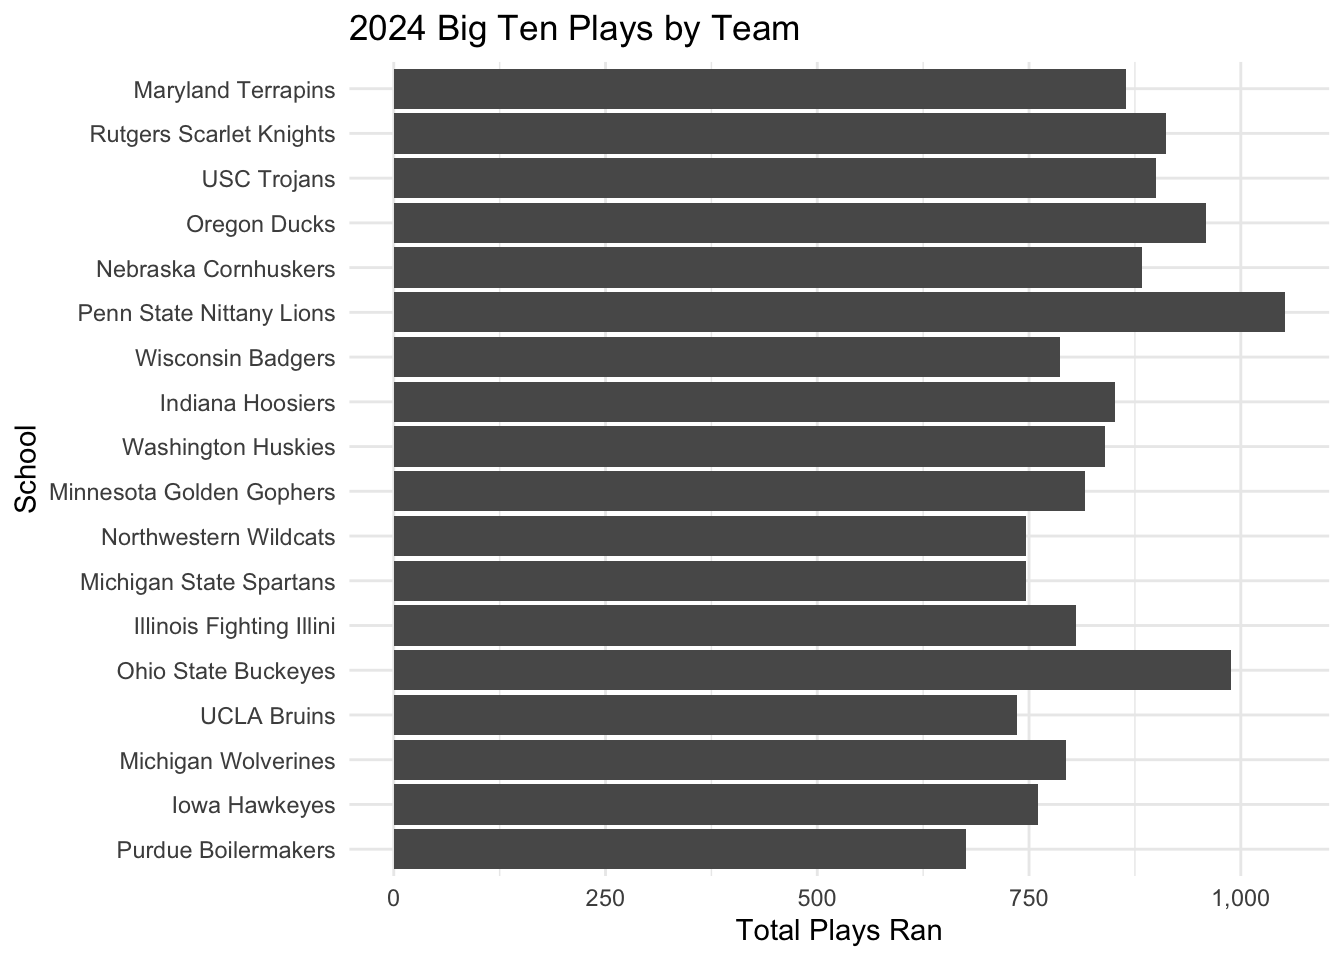 2024 Big Ten Plays by Team
School
Maryland Terrapins
Rutgers Scarlet Knights
USC Trojans
Oregon Ducks
Nebraska Cornhuskers
Penn State Nittany Lions
Wisconsin Badgers
Indiana Hoosiers
Washington Huskies
Minnesota Golden Gophers
Northwestern Wildcats
Michigan State Spartans
Illinois Fighting Illini
Ohio State Buckeyes
UCLA Bruins
Michigan Wolverines
Iowa Hawkeyes
Purdue Boilermakers
0 250 500 750 1,000
Total Plays Ran